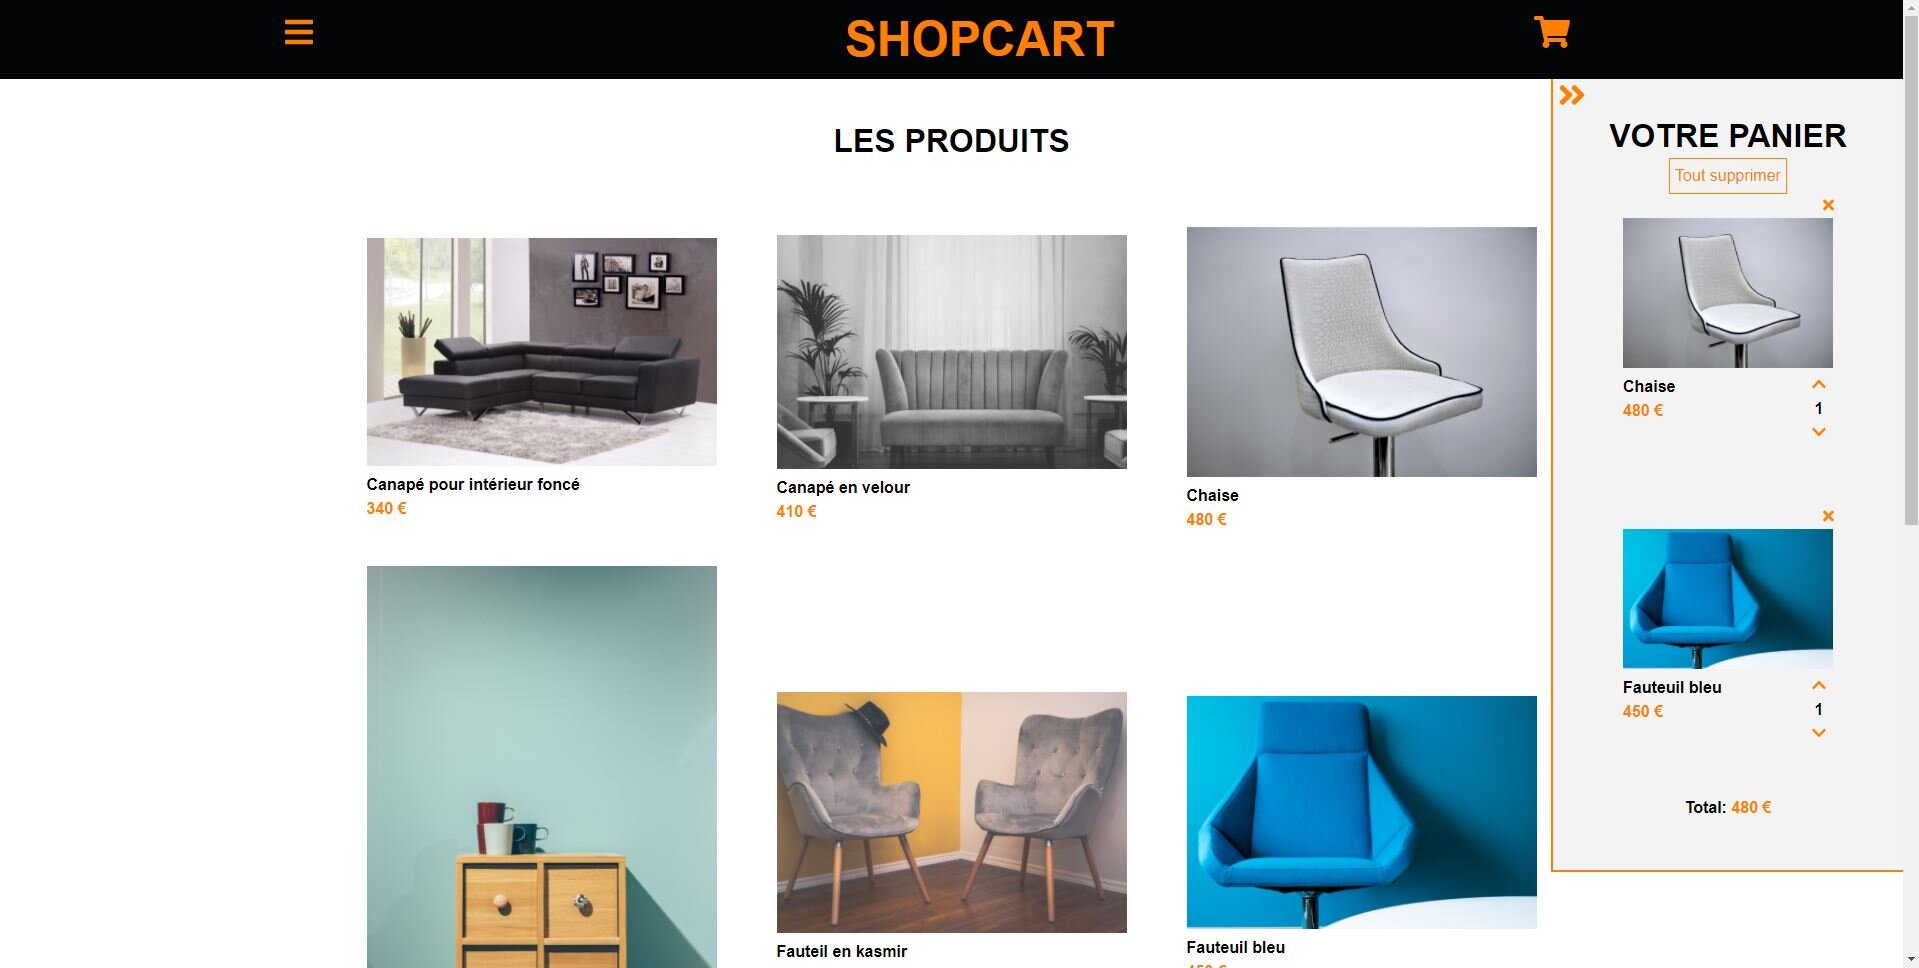 SHOPCART
LES PRODUITS
Canapé pour intérieur foncé
340 €
Canapé en velour
410 €
Chaise
480 €
Fauteil en kasmir
Fauteuil bleu
VOTRE PANIER
Tout supprimer
Chaise
480 €
1
Fauteuil bleu
450 €
1
Total: 480 €